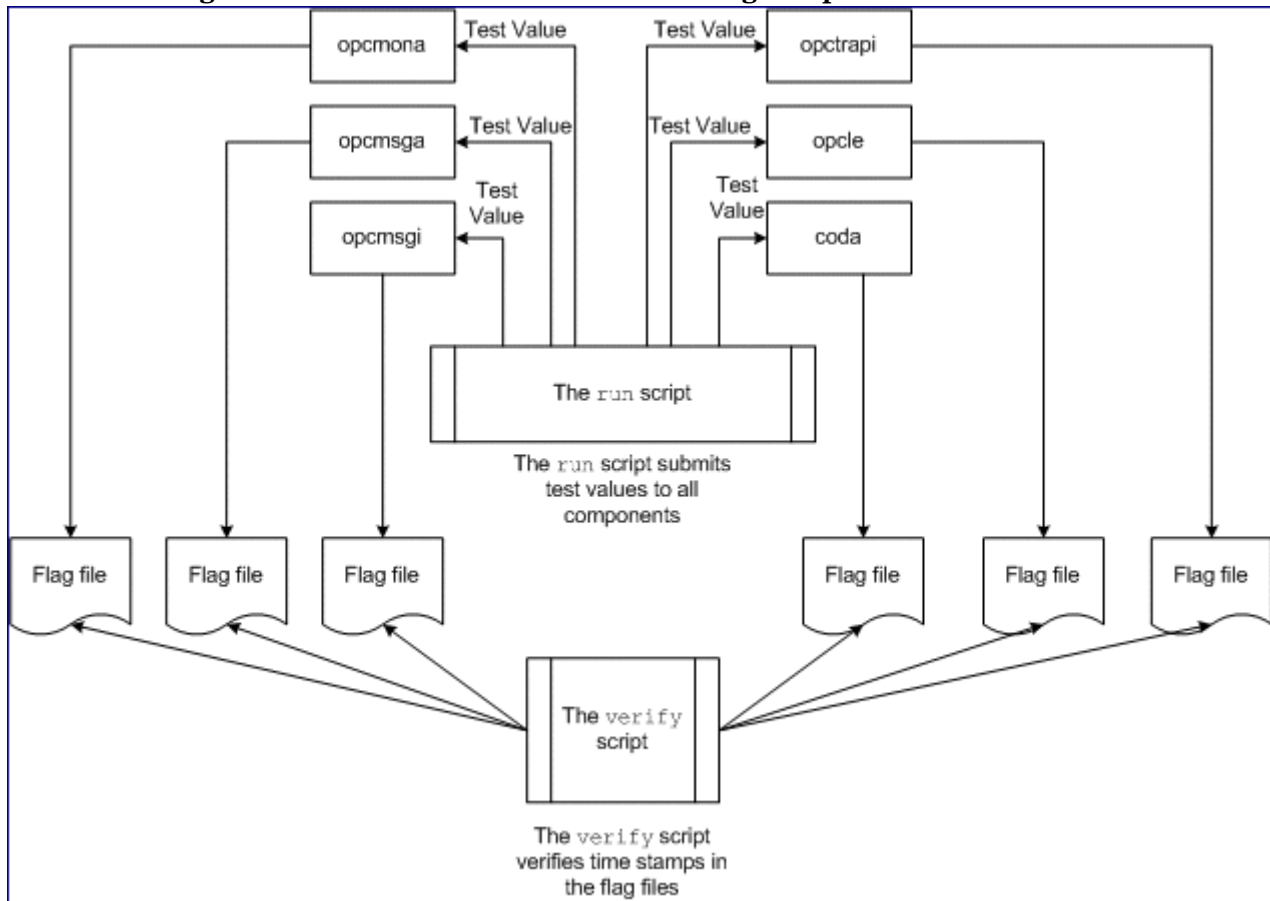 opcmona
Test Value
Test Value
opctrapi
opcmsga
Test Value
Test Value
opcle
opcmsgi
Test
Value
Test
Value
coda
The run script
The run script submits
test values to all
components
Flag file
Flag file
Flag file
Flag file
Flag file
Flag file
The verify
script
The verify script
verifies time stamps in
the flag files